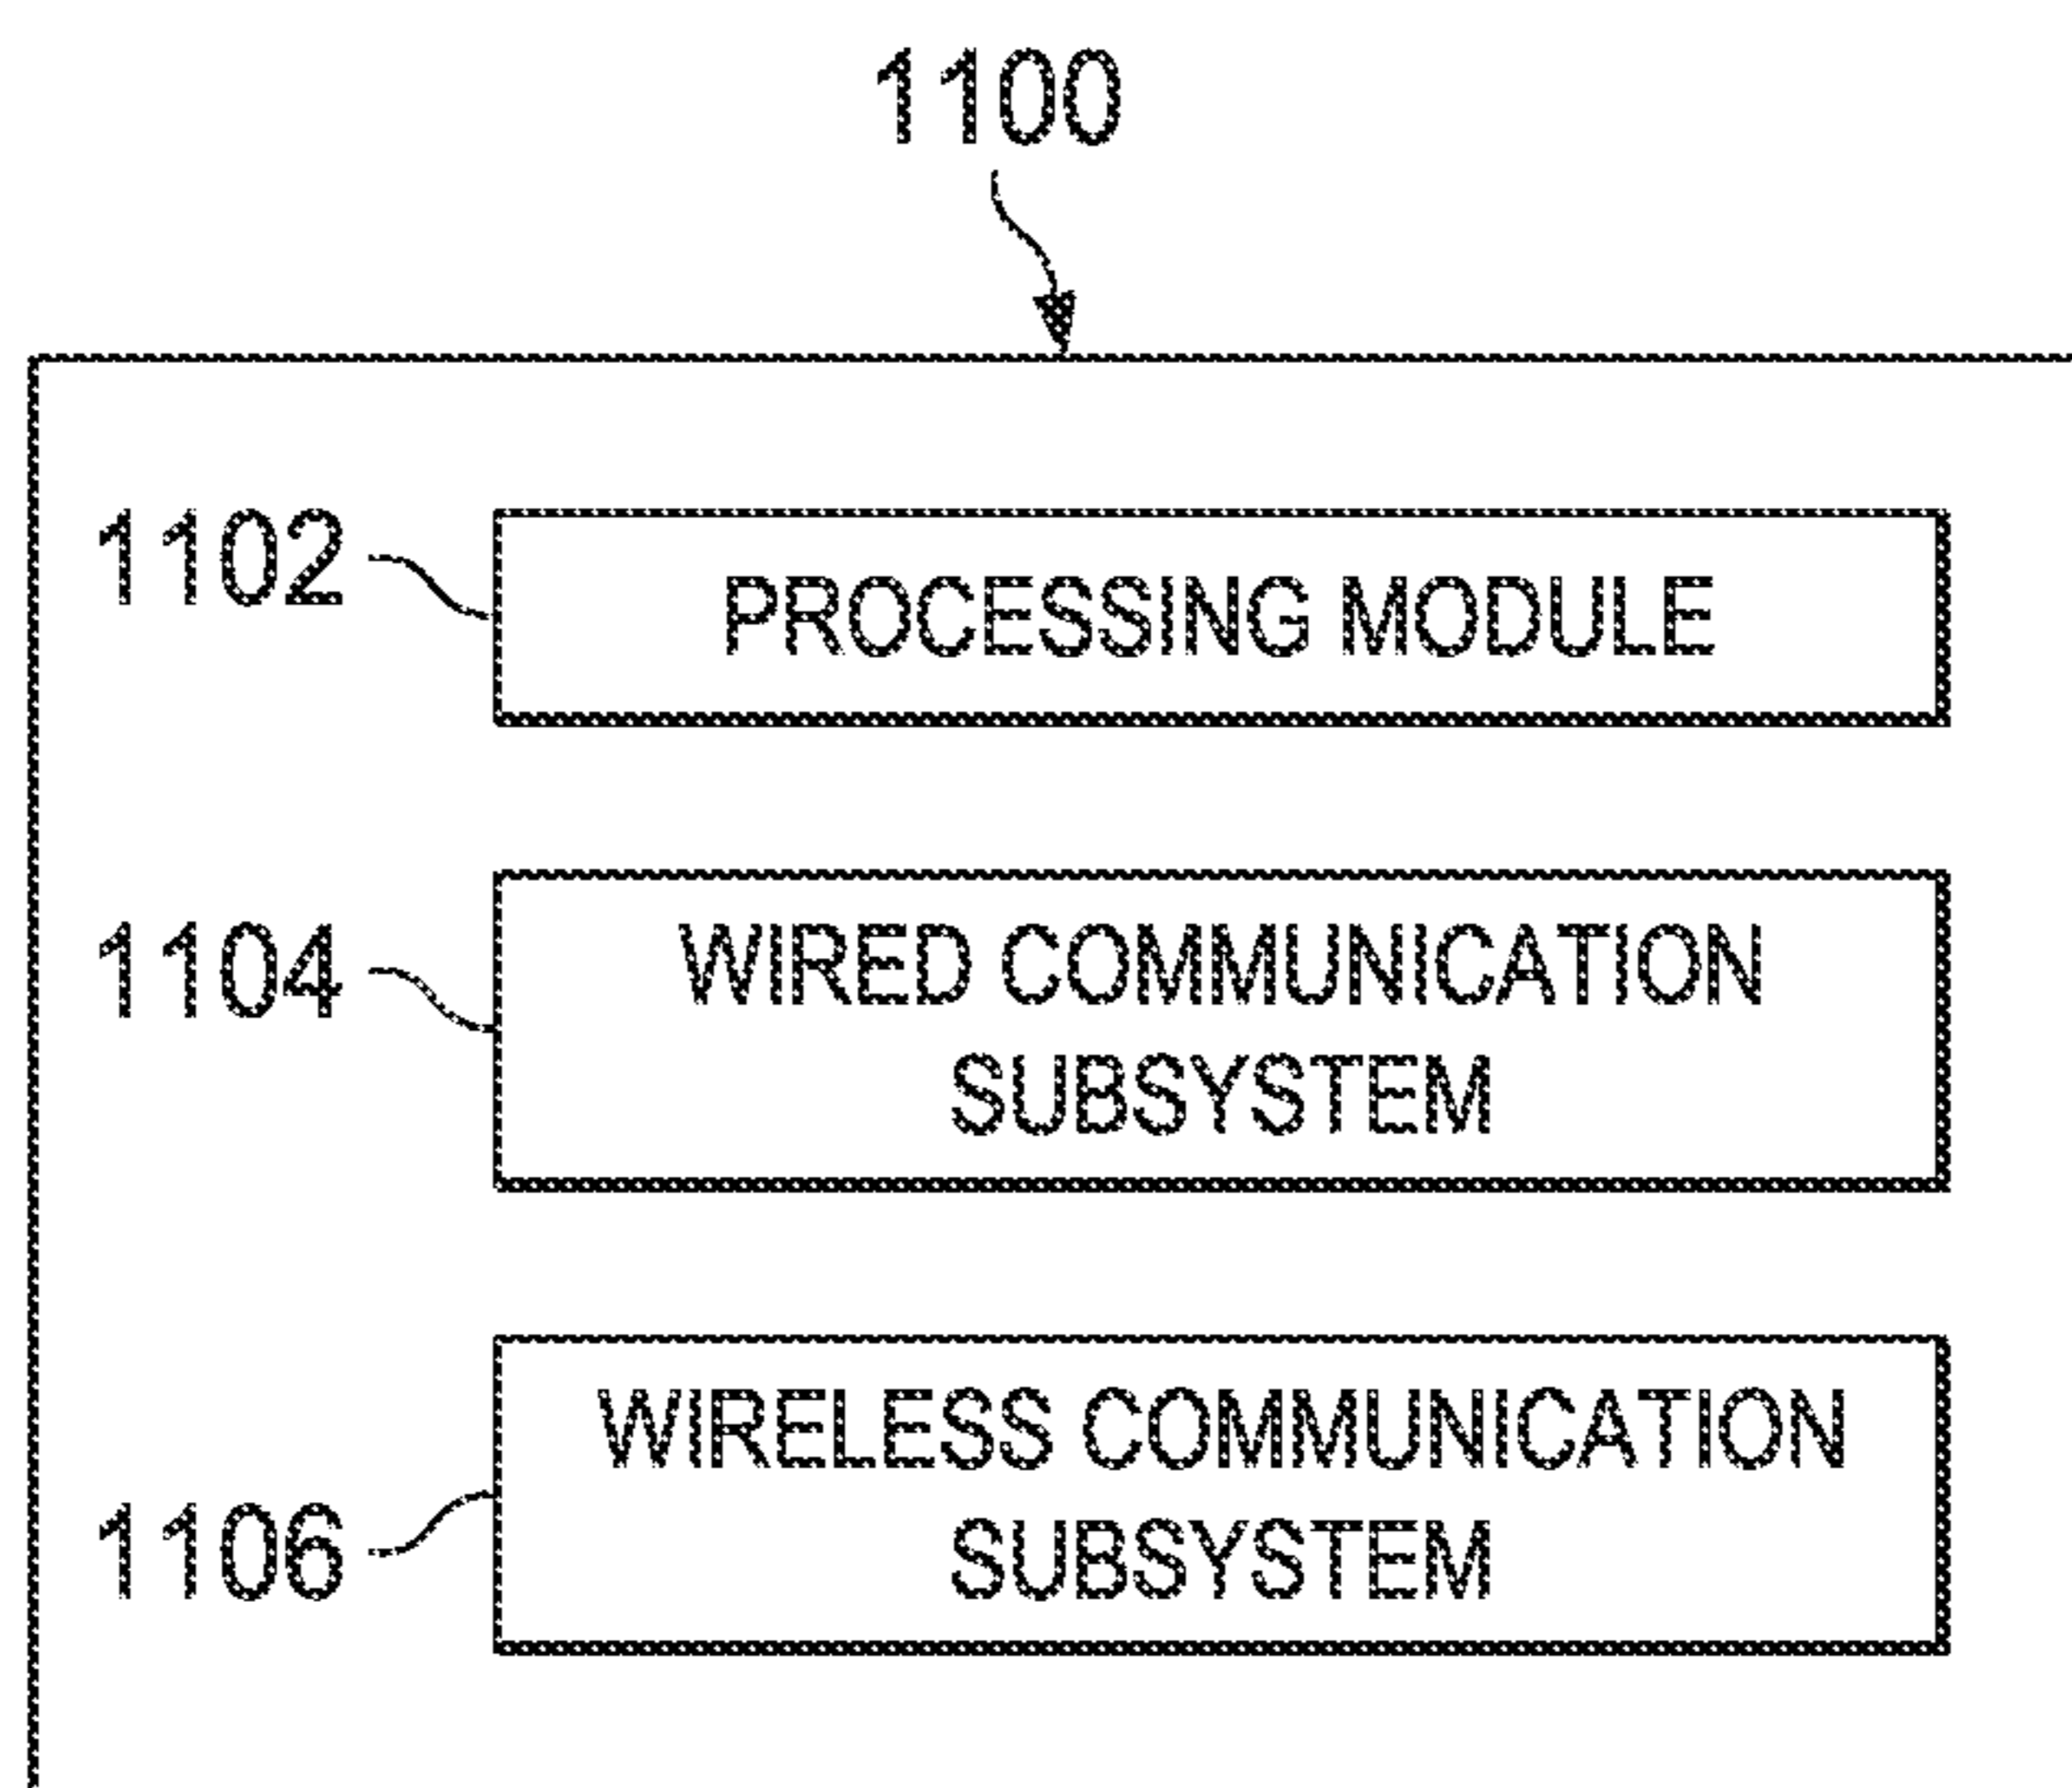 1100
1102
PROCESSING MODULE
1104
WIRED COMMUNICATION
SUBSYSTEM
WIRELESS COMMUNICATION
1106
SUBSYSTEM